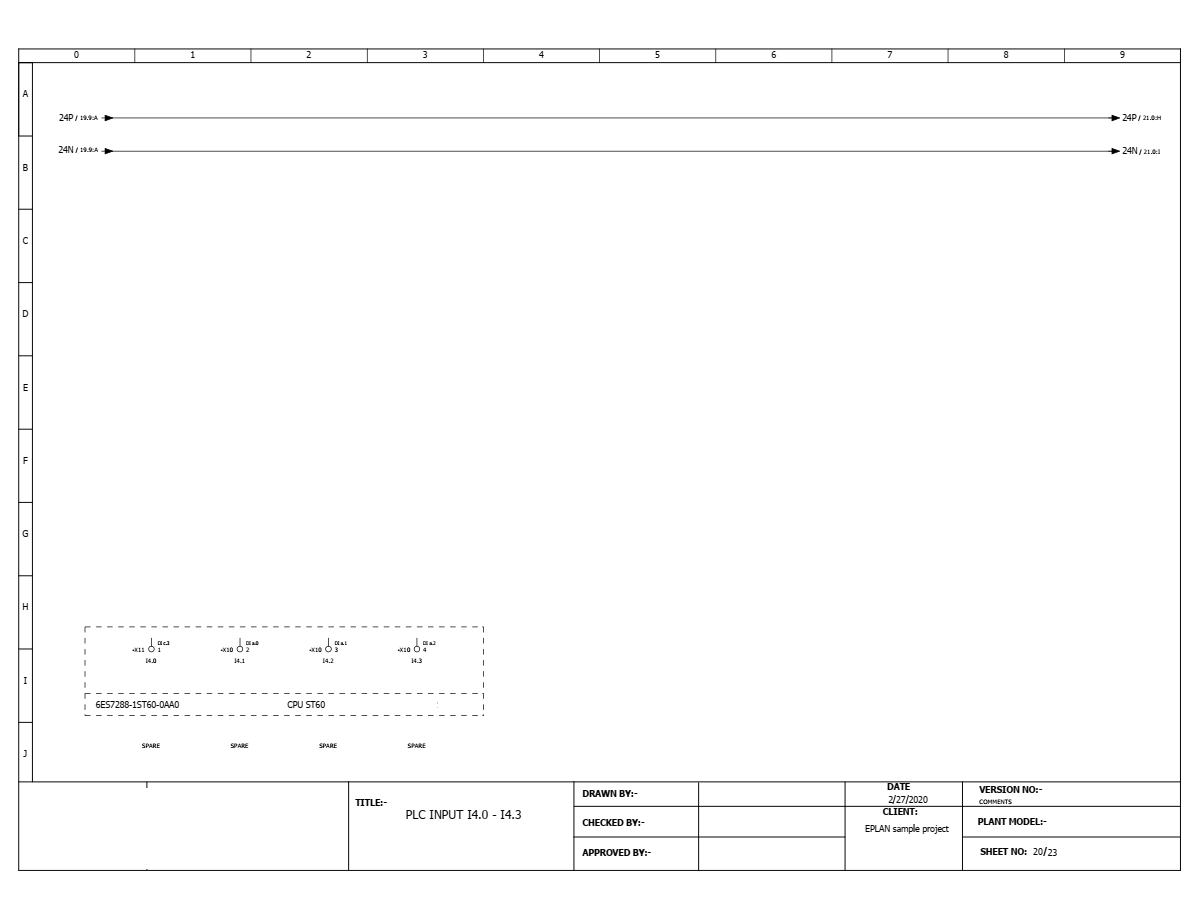 0 1 2 3 4 5 6 7 8 9
A
24P / 19.9:A 24P / 21.0:H
24N / 19.9:A 24N / 21.0:I
B
C
D
E
F
G
H
DI c.3 DI a.0 DI a.1 DI a.2
-X11 1 -X10 2 -X10 3 -X10 4
I4.0 I4.1 I4.2 I4.3
I
6ES7288-1ST60-0AA0 CPU ST60
SPARE SPARE SPARE SPARE
J
TITLE:-
PLC INPUT I4.0 - I4.3
DRAWN BY:-
CHECKED BY:-
APPROVED BY:-
DATE
2/27/2020
CLIENT:
EPLAN sample project
VERSION NO:-
COMMENTS
PLANT MODEL:-
SHEET NO: 20/23